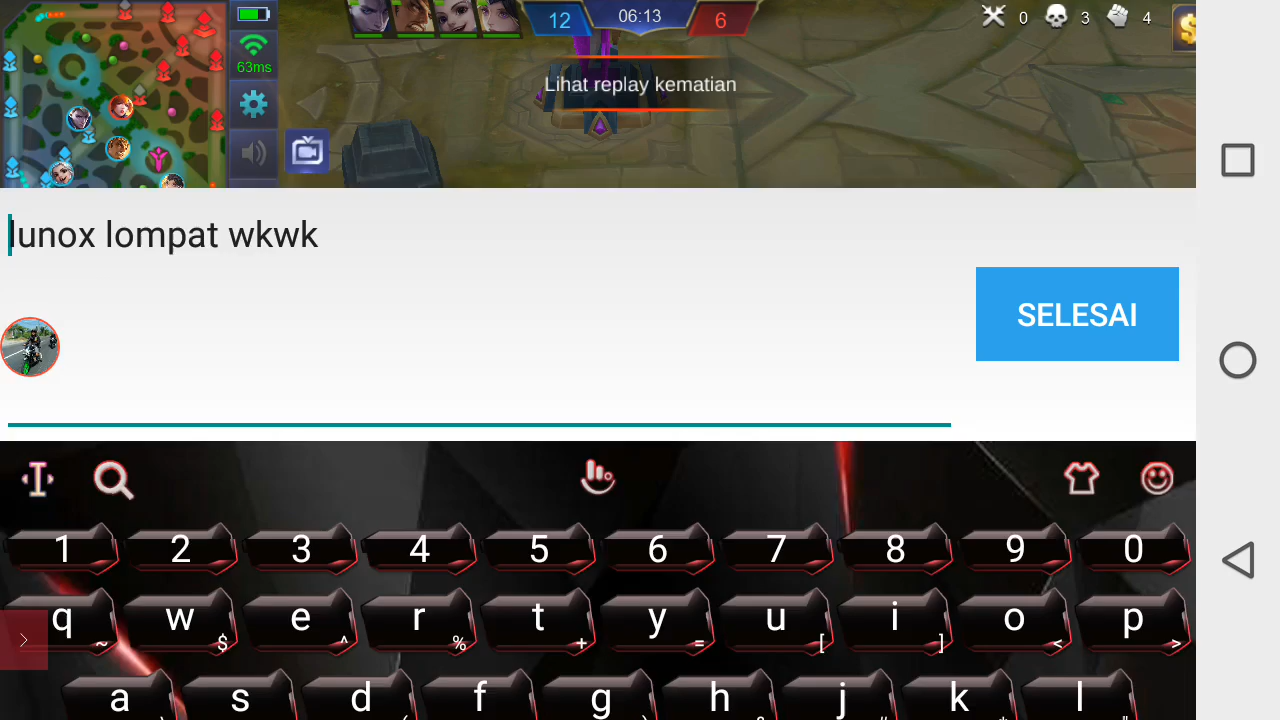 12 06:13 6 0 3 4
63ms
Lihat replay kematian
lunox lompat wkwk
SELESAI
1 2 3 4 5 6 7 8 9 0
q w e r t y u i o p
~ $ ^ % + = [ ] < >
a s d f g h j k l